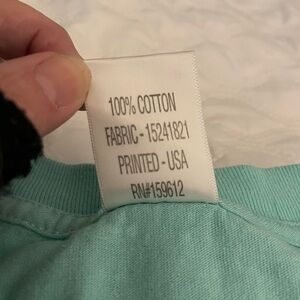 100% COTTON
FABRIC - 15241821
PRINTED - USA
RN#159612